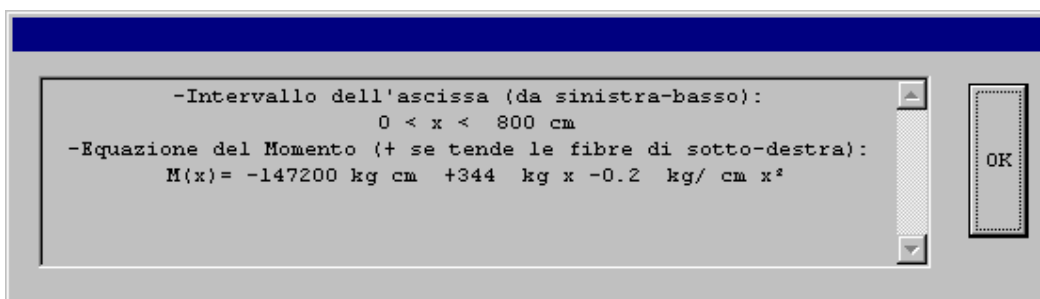 -Intervallo dell'ascissa (da sinistra-basso):
0 < x < 800 cm
-Equazione del Momento (+ se tende le fibre di sotto-destra):
M(x)= -147200 kg cm +344 kg x -0.2 kg/ cm x²
OK